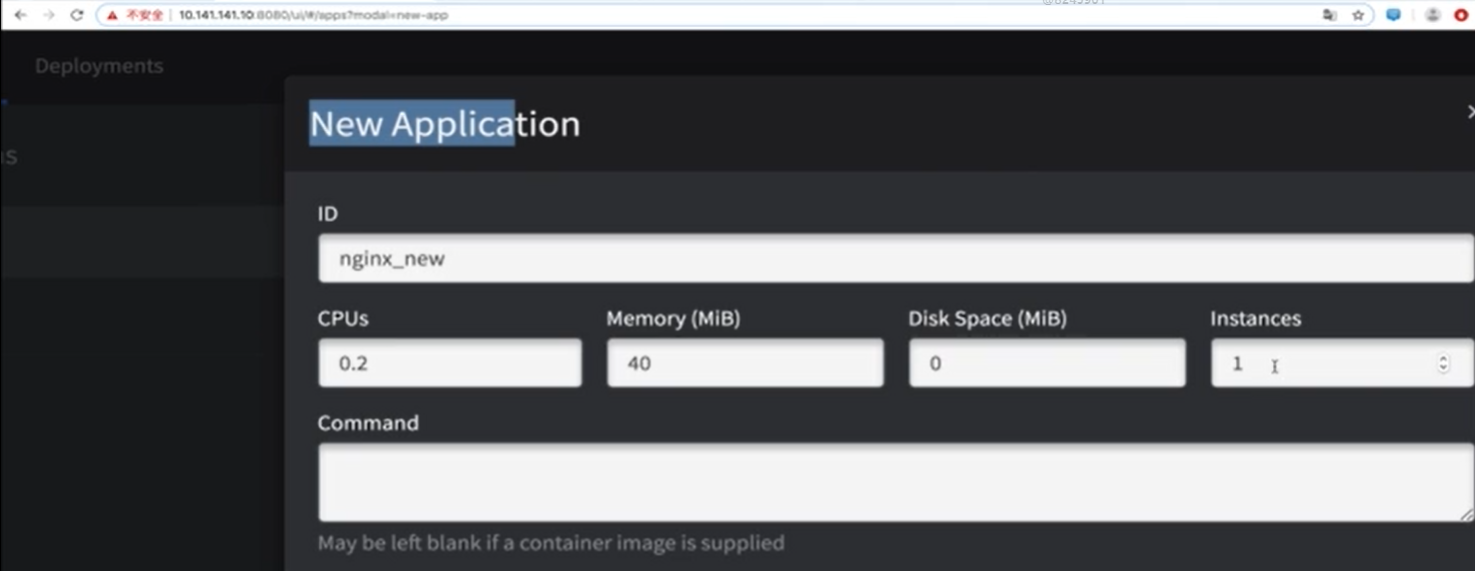 不安全 | 10.141.141.10:8080/ui/#/apps?modal=new-app
Deployments
New Application
ID
nginx_new
CPUs Memory (MiB) Disk Space (MiB) Instances
0.2 40 0 1
Command
May be left blank if a container image is supplied